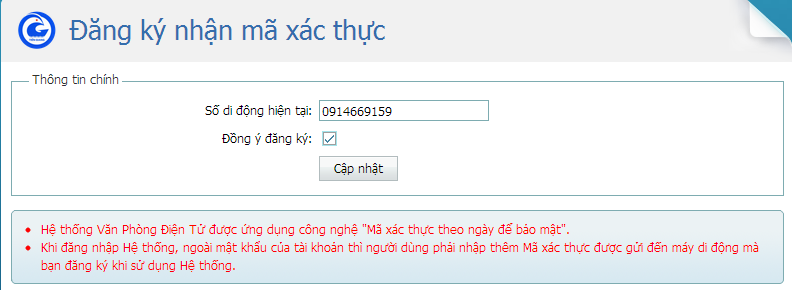 Đăng ký nhận mã xác thực
Thông tin chính
Số di động hiện tại: 0914669159
Đồng ý đăng ký:
Cập nhật
Hệ thống Văn Phòng Điện Tử được ứng dụng công nghệ "Mã xác thực theo ngày để bảo mật".
Khi đăng nhập Hệ thống, ngoài mật khẩu của tài khoản thì người dùng phải nhập thêm Mã xác thực được gửi đến máy di động mà
bạn đăng ký khi sử dụng Hệ thống.